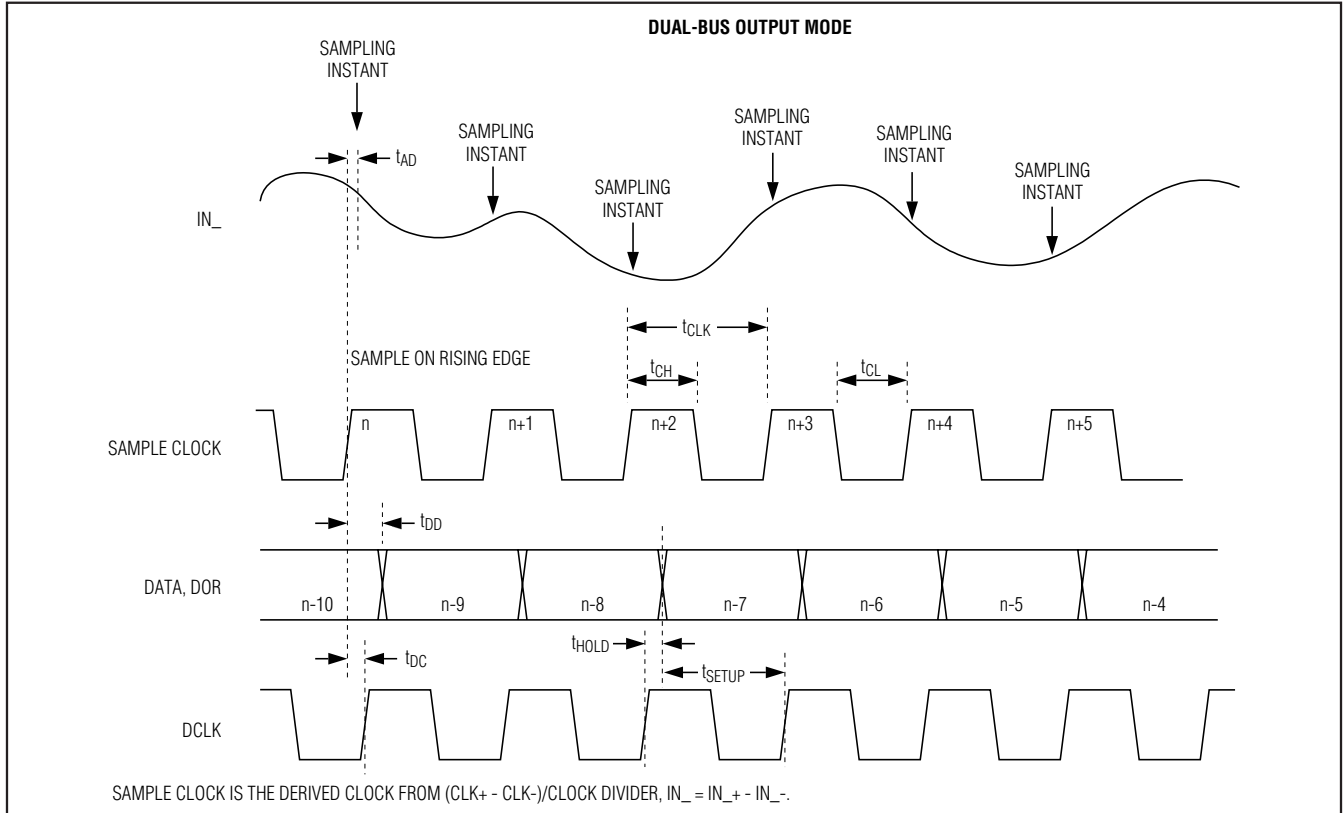 DUAL-BUS OUTPUT MODE
SAMPLING
INSTANT
tAD
SAMPLING
INSTANT
SAMPLING
INSTANT
SAMPLING
INSTANT
SAMPLING
INSTANT
SAMPLING
INSTANT
IN_
tCLK
SAMPLE ON RISING EDGE
tCH
tCL
SAMPLE CLOCK
n
n+1
n+2
n+3
n+4
n+5
tDD
DATA, DOR
n-10
n-9
n-8
n-7
n-6
n-5
n-4
tHOLD
tDC
tSETUP
DCLK
SAMPLE CLOCK IS THE DERIVED CLOCK FROM (CLK+ - CLK-)/CLOCK DIVIDER, IN_ = IN_+ - IN_-.